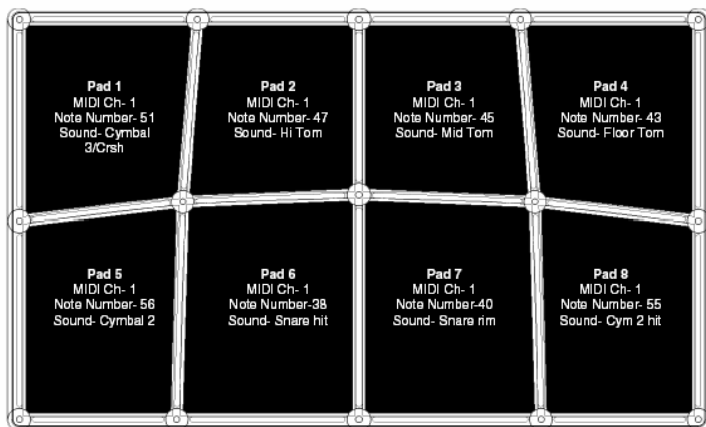 Pad 1
MIDI Ch- 1
Note Number- 51
Sound- Cymbal
3/Crsh
Pad 2
MIDI Ch- 1
Note Number- 47
Sound- Hi Tom
Pad 3
MIDI Ch- 1
Note Number- 45
Sound- Mid Tom
Pad 4
MIDI Ch- 1
Note Number- 43
Sound- Floor Tom
Pad 5
MIDI Ch- 1
Note Number- 56
Sound- Cymbal 2
Pad 6
MIDI Ch- 1
Note Number-38
Sound- Snare hit
Pad 7
MIDI Ch- 1
Note Number-40
Sound- Snare rim
Pad 8
MIDI Ch- 1
Note Number- 55
Sound- Cym 2 hit